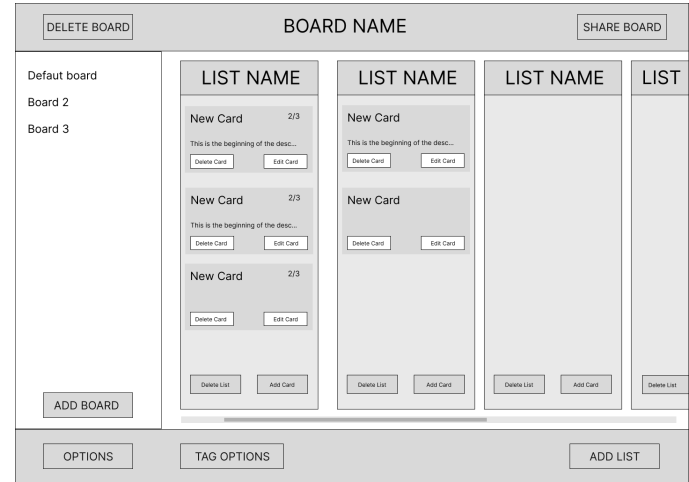 DELETE BOARD
BOARD NAME
SHARE BOARD
Defaut board
Board 2
Board 3
ADD BOARD
LIST NAME
New Card 2/3
This is the beginning of the desc...
Delete Card Edit Card
New Card 2/3
This is the beginning of the desc...
Delete Card Edit Card
New Card 2/3
Delete Card Edit Card
Delete List Add Card
LIST NAME
New Card
This is the beginning of the desc...
Delete Card Edit Card
New Card
Delete Card Edit Card
Delete List Add Card
LIST NAME
Delete List Add Card
LIST
Delete List
OPTIONS
TAG OPTIONS
ADD LIST